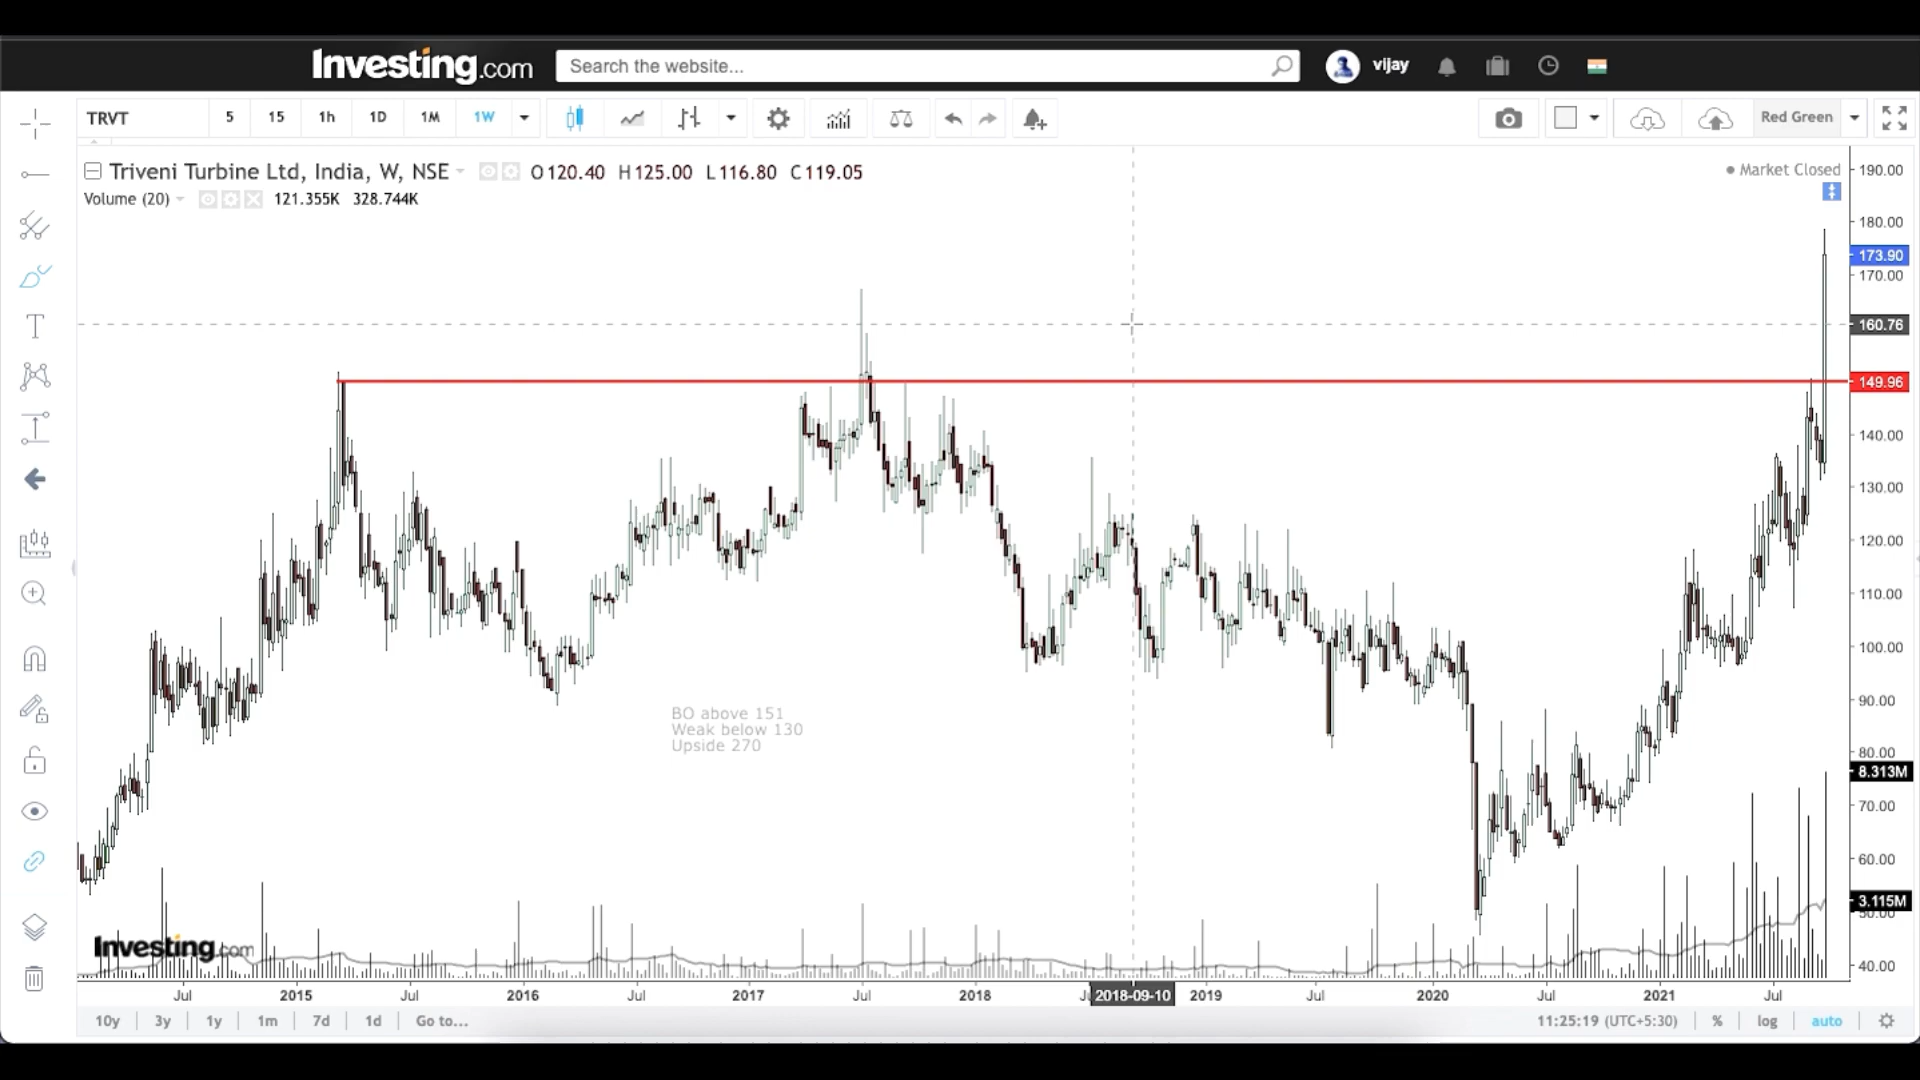 Investing.com
Search the website...
vijay
TRVT 5 15 1h 1D 1M 1W
Red Green
Triveni Turbine Ltd, India, W, NSE O120.40 H125.00 L116.80 C119.05
Market Closed
Volume (20) 121.355K 328.744K
190.00
180.00
173.90
170.00
160.76
149.96
140.00
130.00
120.00
110.00
100.00
90.00
80.00
8.313M
70.00
60.00
3.115M
50.00
40.00
BO above 151
Weak below 130
Upside 270
Investing.com
Jul 2015 Jul 2016 Jul 2017 Jul 2018 2018-09-10 2019 Jul 2020 Jul 2021 Jul
10y 3y 1y 1m 7d 1d Go to... 11:25:19 (UTC+5:30) % log auto